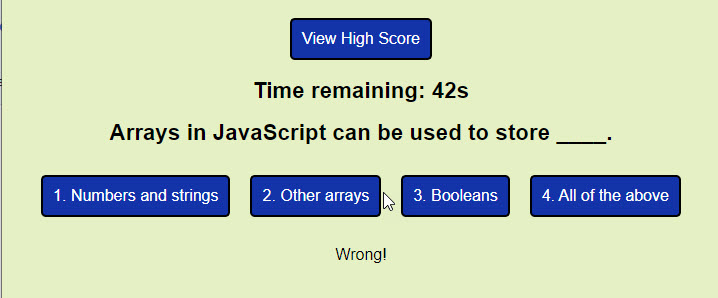 View High Score
Time remaining: 42s
Arrays in JavaScript can be used to store ____.
1. Numbers and strings 2. Other arrays 3. Booleans 4. All of the above
Wrong!